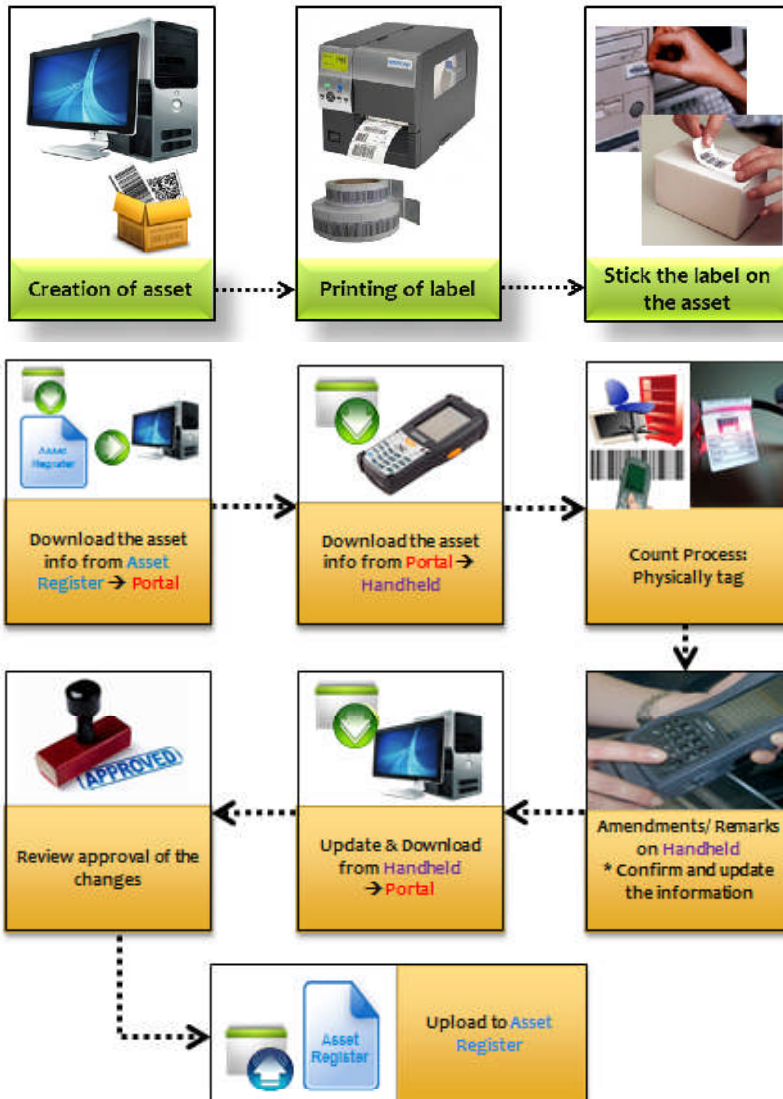 Creation of asset
Printing of label
Stick the label on
the asset
Asset
Register
Download the asset
info from Asset
Register → Portal
Download the asset
info from Portal →
Handheld
Count Process:
Physically tag
APPROVED
Review approval of the
changes
Update & Download
from Handheld
→ Portal
Amendments/ Remarks
on Handheld
* Confirm and update
the information
Asset
Register
Upload to Asset
Register